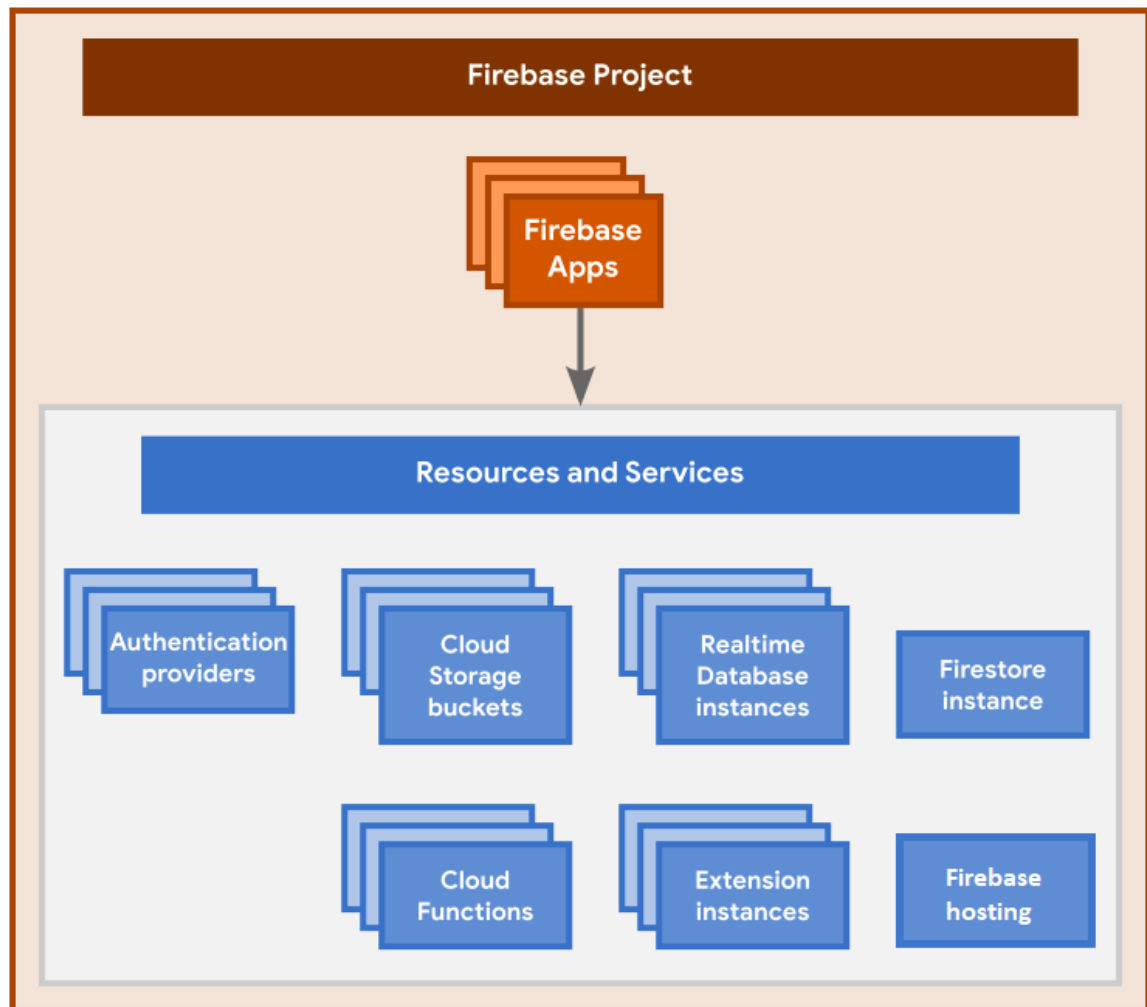 Firebase Project
Firebase
Apps
Resources and Services
Authentication
providers
Cloud
Storage
buckets
Realtime
Database
instances
Firestore
instance
Cloud
Functions
Extension
instances
Firebase
hosting